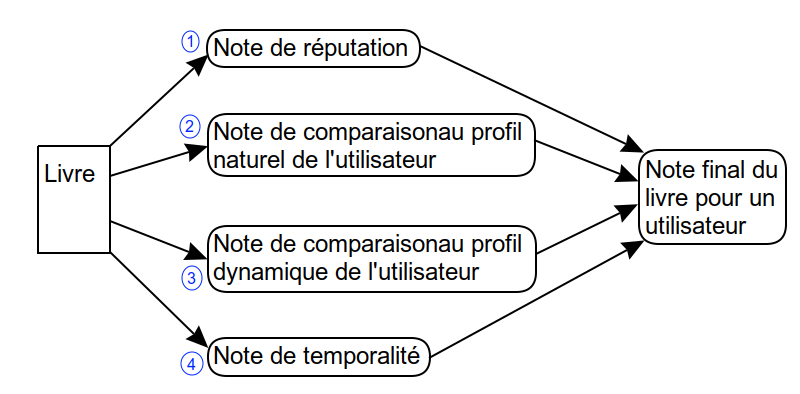 1
Note de réputation
2
Note de comparaisonau profil
naturel de l'utilisateur
Livre
Note final du
livre pour un
utilisateur
Note de comparaisonau profil
dynamique de l'utilisateur
3
Note de temporalité
4